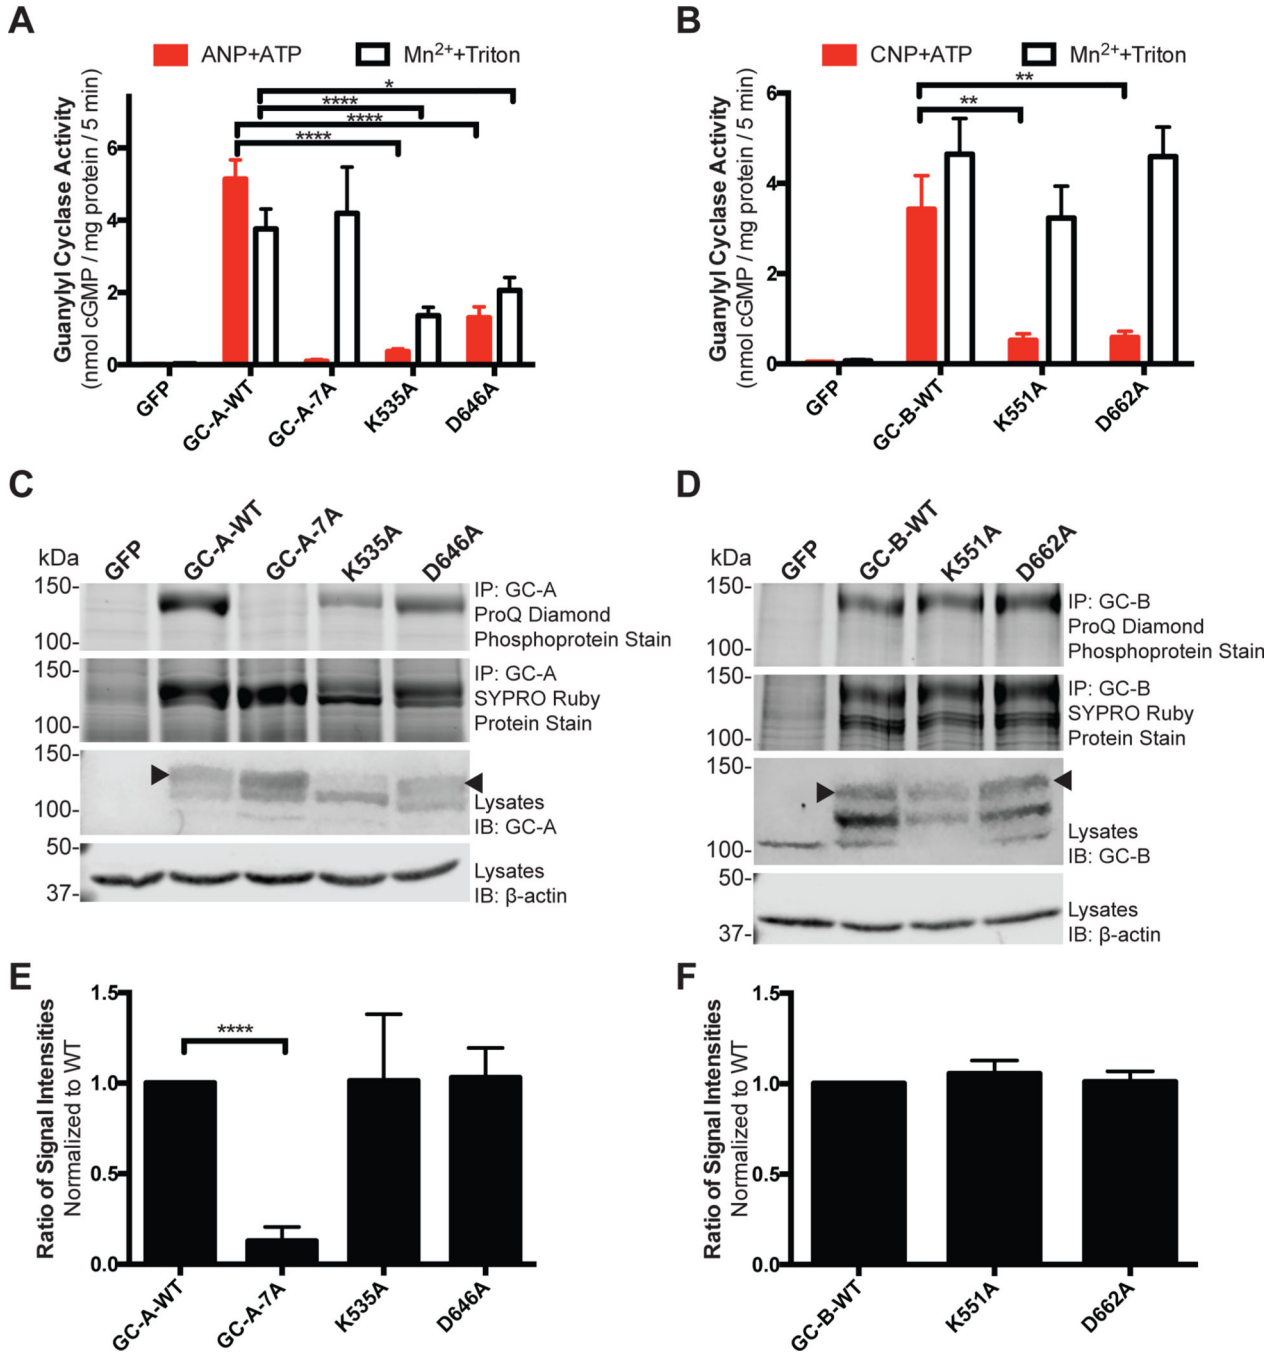 A
ANP+ATP Mn2++Triton
Guanylyl Cyclase Activity
(nmol cGMP / mg protein / 5 min)
6
4
2
0
*
****
****
****
GFP
GC-A-WT
GC-A-7A
K535A
D646A
B
CNP+ATP Mn2++Triton
Guanylyl Cyclase Activity
(nmol cGMP / mg protein / 5 min)
6
4
2
0
**
**
GFP
GC-B-WT
K551A
D662A
C
kDa
GFP
GC-A-WT
GC-A-7A
K535A
D646A
150-
100-
IP: GC-A
ProQ Diamond
Phosphoprotein Stain
150-
100-
IP: GC-A
SYPRO Ruby
Protein Stain
150-
100-
Lysates
IB: GC-A
50-
37-
Lysates
IB: β-actin
D
kDa
GFP
GC-B-WT
K551A
D662A
150-
100-
IP: GC-B
ProQ Diamond
Phosphoprotein Stain
150-
100-
IP: GC-B
SYPRO Ruby
Protein Stain
150-
100-
Lysates
IB: GC-B
50-
37-
Lysates
IB: β-actin
E
Ratio of Signal Intensities
Normalized to WT
1.5
1.0
0.5
0.0
****
GC-A-WT
GC-A-7A
K535A
D646A
F
Ratio of Signal Intensities
Normalized to WT
1.5
1.0
0.5
0.0
GC-B-WT
K551A
D662A